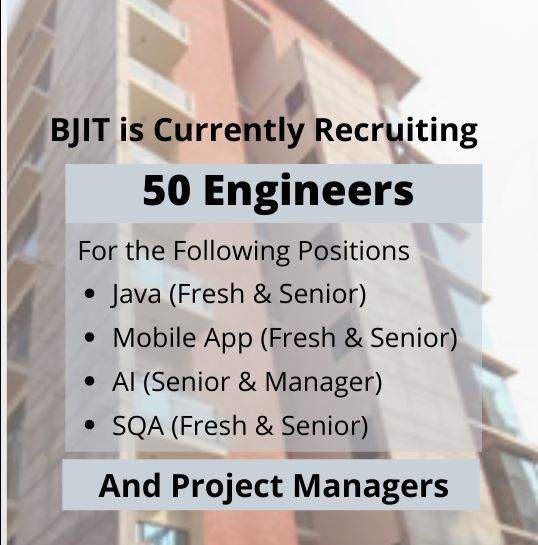 BJIT is Currently Recruiting
50 Engineers
For the Following Positions
• Java (Fresh & Senior)
• Mobile App (Fresh & Senior)
• AI (Senior & Manager)
• SQA (Fresh & Senior)
And Project Managers